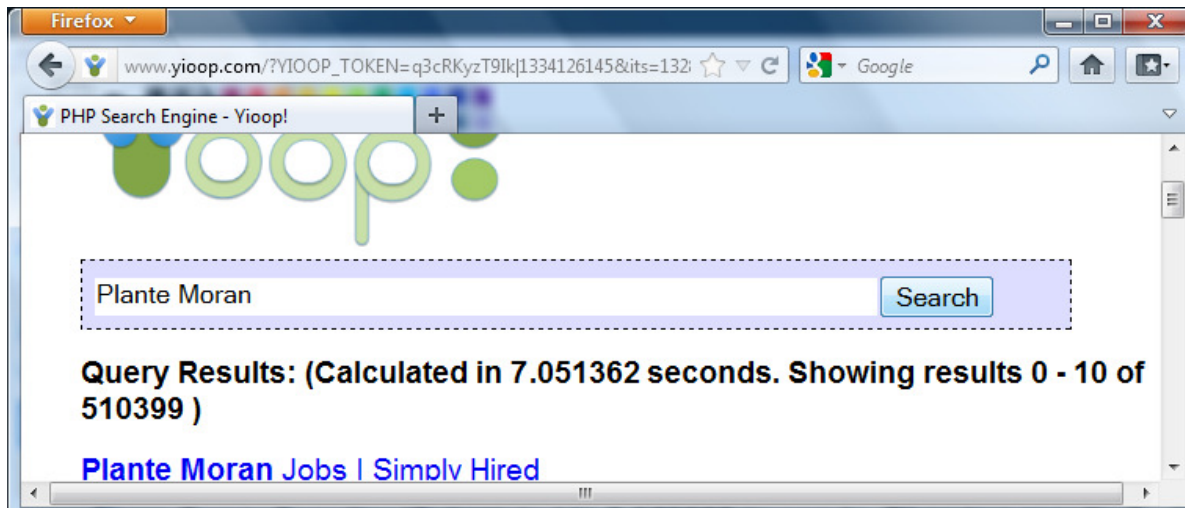 Firefox
www.yioop.com/?YIOOP_TOKEN=q3cRKyzT9Ik|1334126145&its=132
Google
PHP Search Engine - Yioop!
Yioop!
Plante Moran
Search
Query Results: (Calculated in 7.051362 seconds. Showing results 0 - 10 of
510399 )
Plante Moran Jobs | Simply Hired